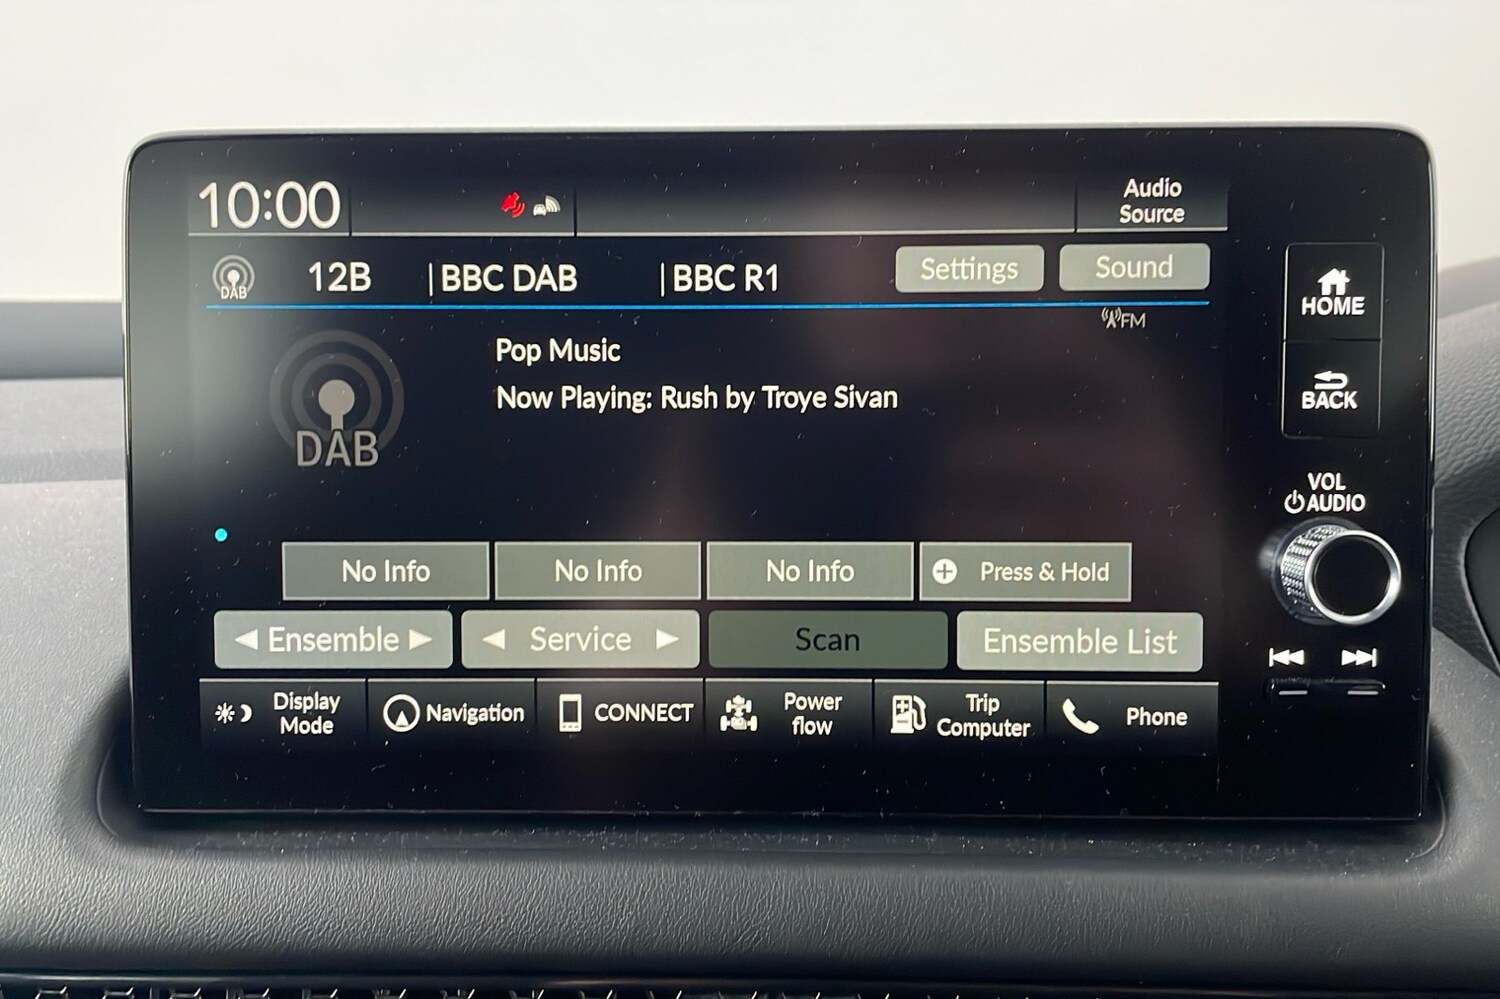 10:00
Audio
Source
DAB
12B
BBC DAB
BBC R1
Settings
Sound
FM
HOME
Pop Music
Now Playing: Rush by Troye Sivan
DAB
BACK
VOL
AUDIO
No Info
No Info
No Info
Press & Hold
Ensemble
Service
Scan
Ensemble List
Display
Mode
Navigation
CONNECT
Power
flow
Trip
Computer
Phone